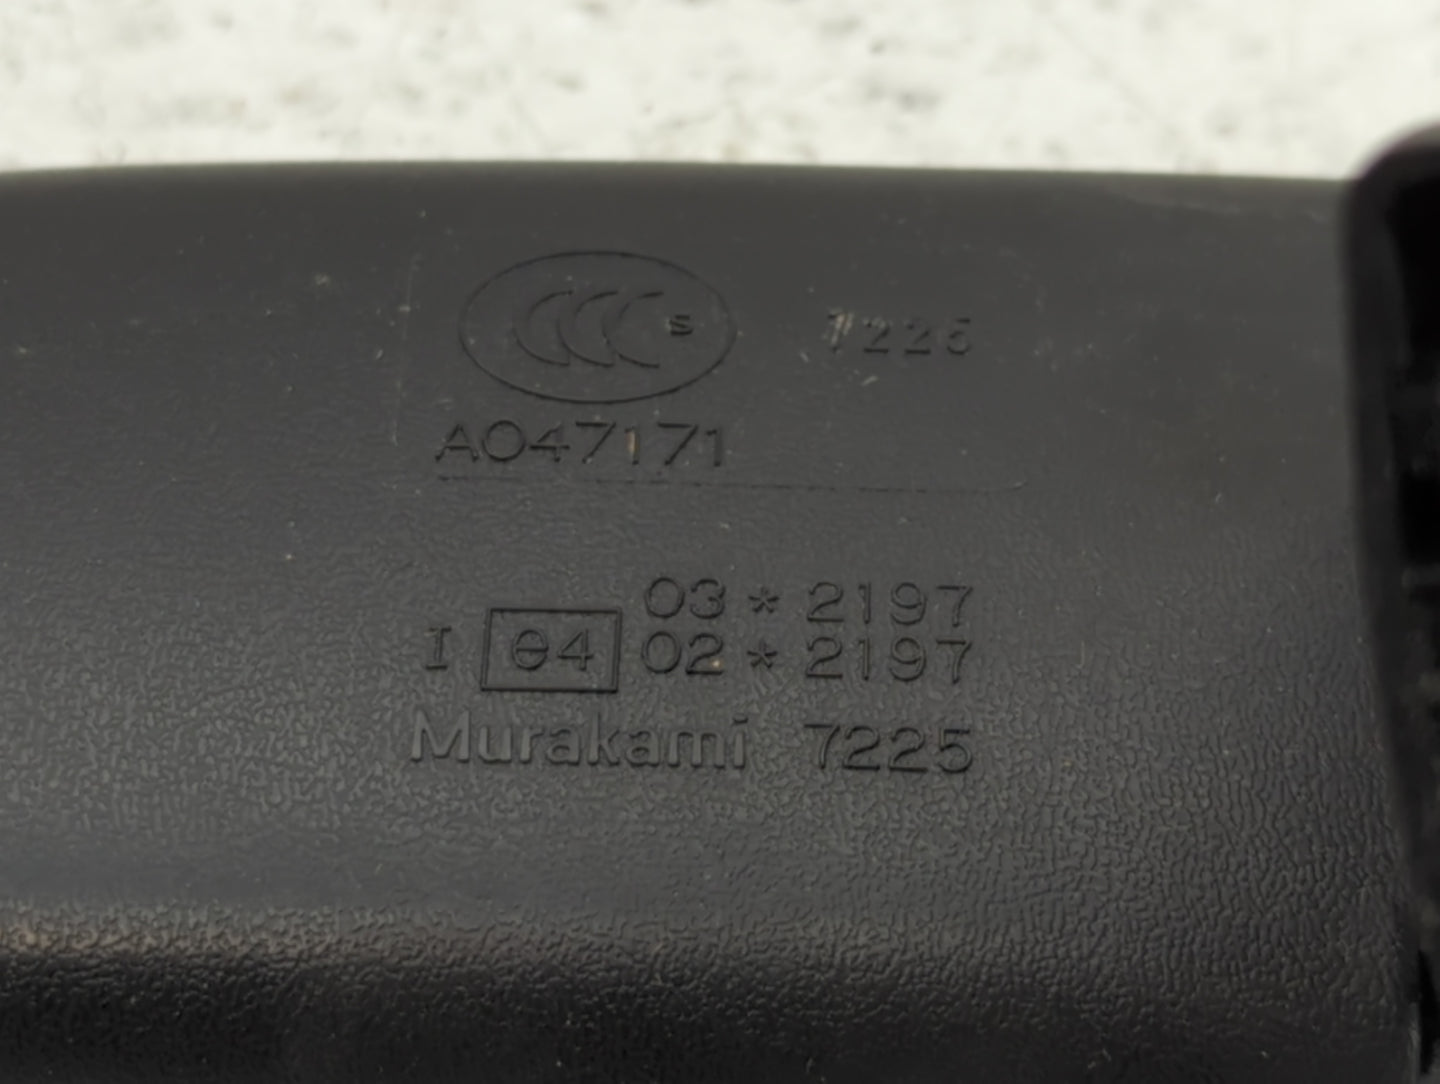 CCC S 7225
A047171
03 * 2197
I e4 02 * 2197
Murakami 7225